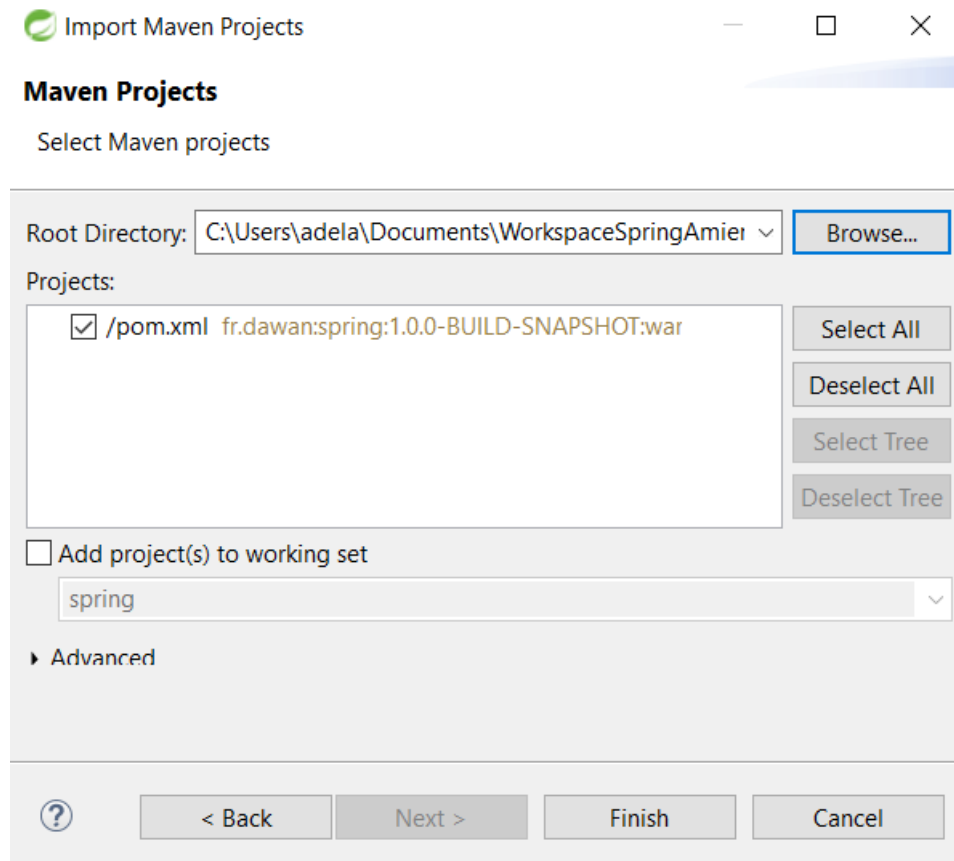 Import Maven Projects
Maven Projects
Select Maven projects
Root Directory: C:\Users\adela\Documents\WorkspaceSpringAmier Browse...
Projects:
/pom.xml fr.dawan:spring:1.0.0-BUILD-SNAPSHOT:war
Select All
Deselect All
Select Tree
Deselect Tree
Add project(s) to working set
spring
Advanced
? < Back Next > Finish Cancel